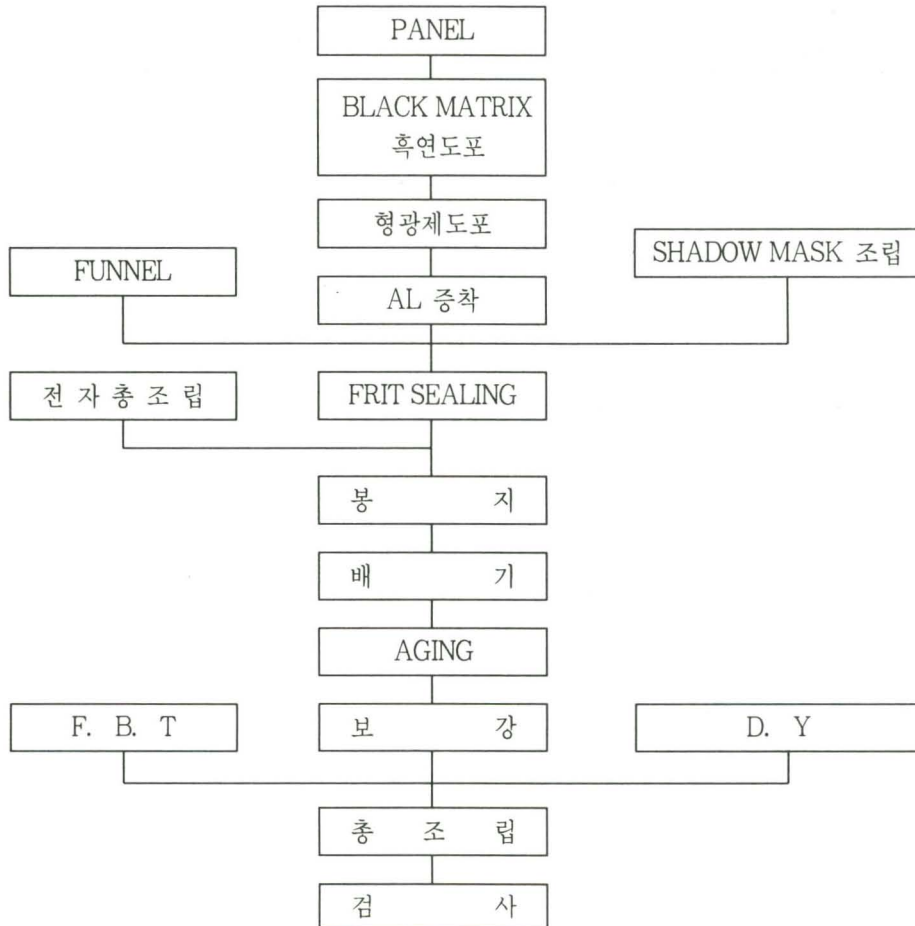 PANEL
BLACK MATRIX
흑연도포
형광제도포
FUNNEL
SHADOW MASK 조립
AL 증착
전 자 총 조 립
FRIT SEALING
봉 지
배 기
AGING
F. B. T
보 강
D. Y
총 조 립
검 사